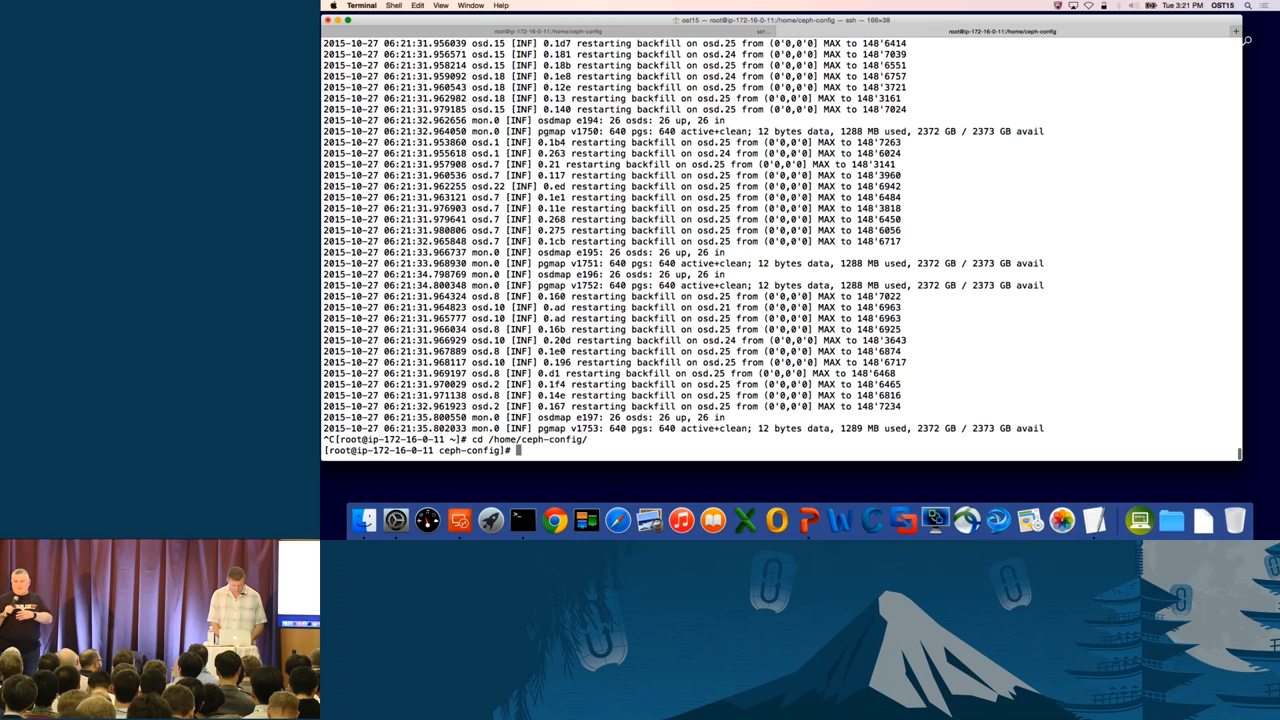 Terminal Shell Edit View Window Help Tue 3:21 PM OST15
ost15 — root@ip-172-16-0-11:/home/ceph-config — ssh — 166×38
root@ip-172-16-0-11:/home/ceph-config ssh... root@ip-172-16-0-11:/home/ceph-config
2015-10-27 06:21:31.956039 osd.15 [INF] 0.1d7 restarting backfill on osd.25 from (0'0,0'0] MAX to 148'6414
2015-10-27 06:21:31.956571 osd.15 [INF] 0.181 restarting backfill on osd.24 from (0'0,0'0] MAX to 148'7039
2015-10-27 06:21:31.958214 osd.15 [INF] 0.18b restarting backfill on osd.25 from (0'0,0'0] MAX to 148'6551
2015-10-27 06:21:31.959092 osd.18 [INF] 0.1e8 restarting backfill on osd.24 from (0'0,0'0] MAX to 148'6757
2015-10-27 06:21:31.960543 osd.18 [INF] 0.12e restarting backfill on osd.25 from (0'0,0'0] MAX to 148'3721
2015-10-27 06:21:31.962982 osd.18 [INF] 0.13 restarting backfill on osd.25 from (0'0,0'0] MAX to 148'3161
2015-10-27 06:21:31.979185 osd.15 [INF] 0.140 restarting backfill on osd.25 from (0'0,0'0] MAX to 148'7024
2015-10-27 06:21:32.962656 mon.0 [INF] osdmap e194: 26 osds: 26 up, 26 in
2015-10-27 06:21:32.964050 mon.0 [INF] pgmap v1750: 640 pgs: 640 active+clean; 12 bytes data, 1288 MB used, 2372 GB / 2373 GB avail
2015-10-27 06:21:31.953860 osd.1 [INF] 0.1b4 restarting backfill on osd.25 from (0'0,0'0] MAX to 148'7263
2015-10-27 06:21:31.955618 osd.1 [INF] 0.263 restarting backfill on osd.24 from (0'0,0'0] MAX to 148'6024
2015-10-27 06:21:31.957908 osd.7 [INF] 0.21 restarting backfill on osd.25 from (0'0,0'0] MAX to 148'3141
2015-10-27 06:21:31.960536 osd.7 [INF] 0.117 restarting backfill on osd.25 from (0'0,0'0] MAX to 148'3960
2015-10-27 06:21:31.962255 osd.22 [INF] 0.ed restarting backfill on osd.25 from (0'0,0'0] MAX to 148'6942
2015-10-27 06:21:31.963121 osd.7 [INF] 0.1e1 restarting backfill on osd.25 from (0'0,0'0] MAX to 148'6484
2015-10-27 06:21:31.976903 osd.7 [INF] 0.11e restarting backfill on osd.25 from (0'0,0'0] MAX to 148'3818
2015-10-27 06:21:31.979641 osd.7 [INF] 0.268 restarting backfill on osd.25 from (0'0,0'0] MAX to 148'6450
2015-10-27 06:21:31.980806 osd.7 [INF] 0.275 restarting backfill on osd.25 from (0'0,0'0] MAX to 148'6056
2015-10-27 06:21:32.965848 osd.7 [INF] 0.1cb restarting backfill on osd.25 from (0'0,0'0] MAX to 148'6717
2015-10-27 06:21:33.966737 mon.0 [INF] osdmap e195: 26 osds: 26 up, 26 in
2015-10-27 06:21:33.968930 mon.0 [INF] pgmap v1751: 640 pgs: 640 active+clean; 12 bytes data, 1288 MB used, 2372 GB / 2373 GB avail
2015-10-27 06:21:34.798769 mon.0 [INF] osdmap e196: 26 osds: 26 up, 26 in
2015-10-27 06:21:34.800348 mon.0 [INF] pgmap v1752: 640 pgs: 640 active+clean; 12 bytes data, 1288 MB used, 2372 GB / 2373 GB avail
2015-10-27 06:21:31.964324 osd.8 [INF] 0.160 restarting backfill on osd.25 from (0'0,0'0] MAX to 148'7022
2015-10-27 06:21:31.964823 osd.10 [INF] 0.ad restarting backfill on osd.21 from (0'0,0'0] MAX to 148'6963
2015-10-27 06:21:31.965777 osd.10 [INF] 0.ad restarting backfill on osd.25 from (0'0,0'0] MAX to 148'6963
2015-10-27 06:21:31.966034 osd.8 [INF] 0.16b restarting backfill on osd.25 from (0'0,0'0] MAX to 148'6925
2015-10-27 06:21:31.966929 osd.10 [INF] 0.20d restarting backfill on osd.24 from (0'0,0'0] MAX to 148'3643
2015-10-27 06:21:31.967889 osd.8 [INF] 0.1e0 restarting backfill on osd.25 from (0'0,0'0] MAX to 148'6874
2015-10-27 06:21:31.968117 osd.10 [INF] 0.196 restarting backfill on osd.25 from (0'0,0'0] MAX to 148'6717
2015-10-27 06:21:31.969197 osd.8 [INF] 0.d1 restarting backfill on osd.25 from (0'0,0'0] MAX to 148'6468
2015-10-27 06:21:31.970029 osd.2 [INF] 0.1f4 restarting backfill on osd.25 from (0'0,0'0] MAX to 148'6465
2015-10-27 06:21:31.971138 osd.8 [INF] 0.14e restarting backfill on osd.25 from (0'0,0'0] MAX to 148'6816
2015-10-27 06:21:32.961923 osd.2 [INF] 0.167 restarting backfill on osd.25 from (0'0,0'0] MAX to 148'7234
2015-10-27 06:21:35.800550 mon.0 [INF] osdmap e197: 26 osds: 26 up, 26 in
2015-10-27 06:21:35.802033 mon.0 [INF] pgmap v1753: 640 pgs: 640 active+clean; 12 bytes data, 1289 MB used, 2372 GB / 2373 GB avail
^C[root@ip-172-16-0-11 ~]# cd /home/ceph-config/
[root@ip-172-16-0-11 ceph-config]#